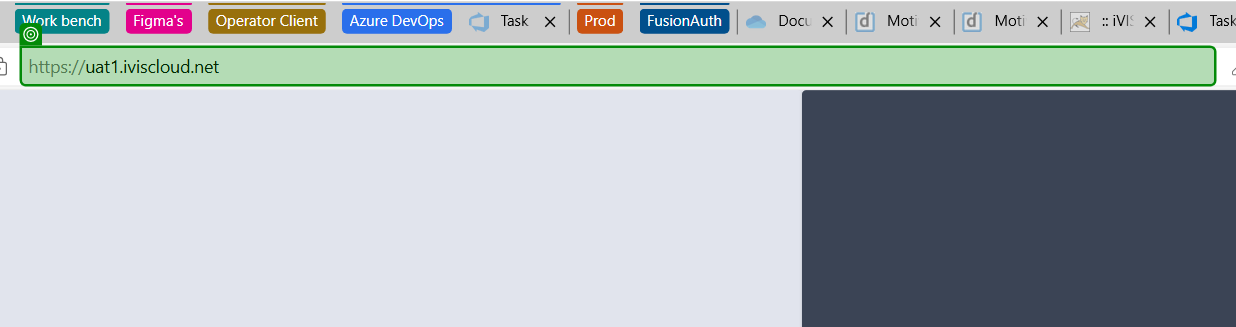 Work bench Figma's Operator Client Azure DevOps Task Prod FusionAuth Docu Moti Moti :: iVIS Task
https://uat1.iviscloud.net